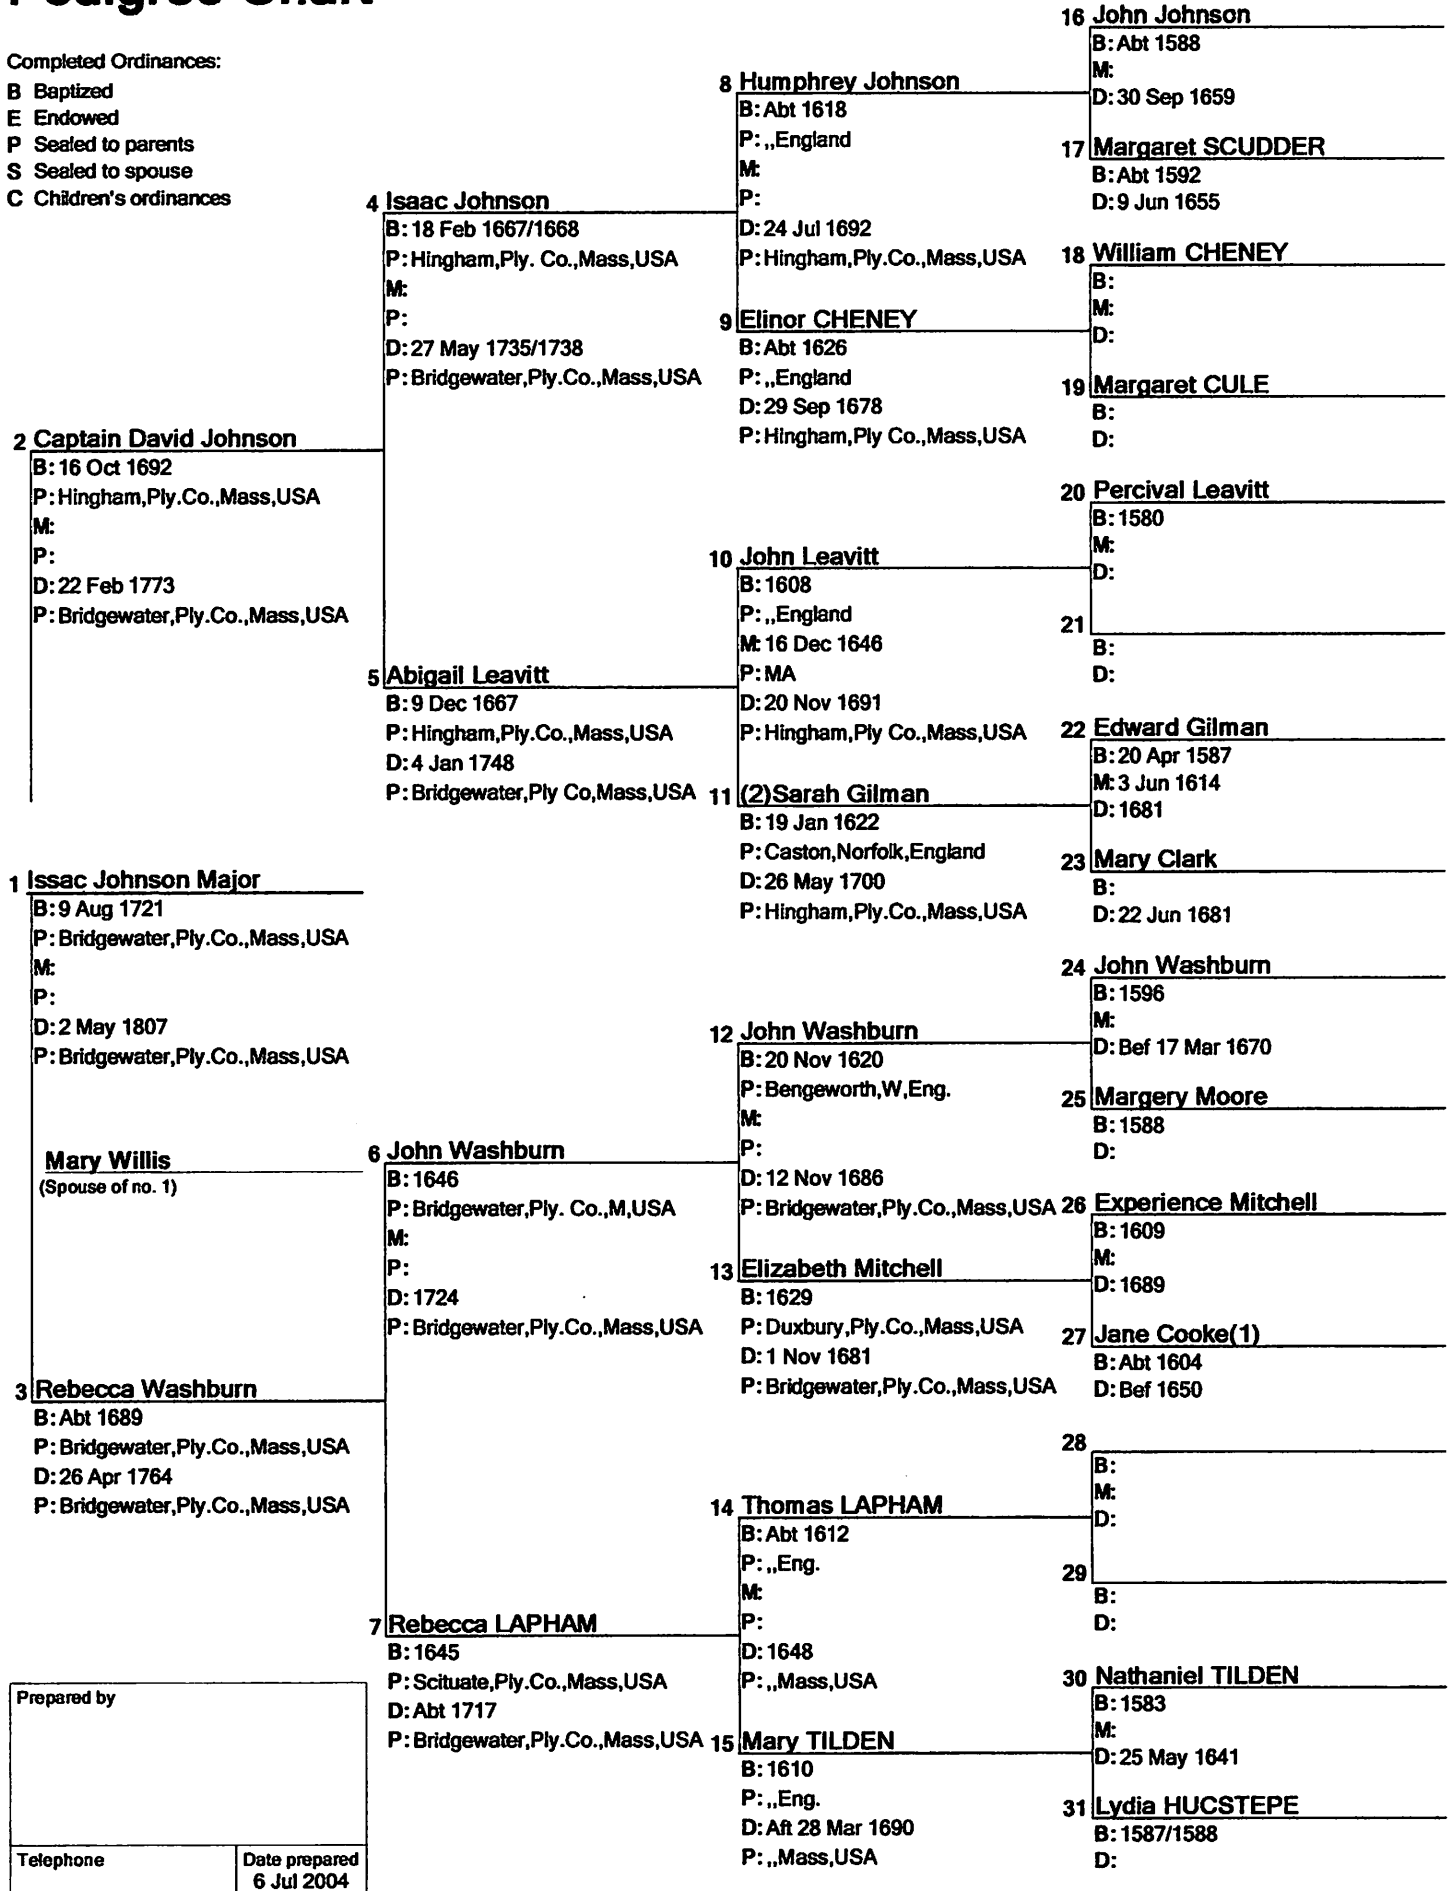 Pedigree Chart
Completed Ordinances:
B Baptized
E Endowed
P Sealed to parents
S Sealed to spouse
C Children's ordinances
2 Captain David Johnson
B: 16 Oct 1692
P: Hingham,Ply.Co.,Mass,USA
M:
P:
D: 22 Feb 1773
P: Bridgewater,Ply.Co.,Mass,USA
1 Issac Johnson Major
B: 9 Aug 1721
P: Bridgewater,Ply.Co.,Mass,USA
M:
P:
D: 2 May 1807
P: Bridgewater,Ply.Co.,Mass,USA
Mary Willis
(Spouse of no. 1)
3 Rebecca Washburn
B: Abt 1689
P: Bridgewater,Ply.Co.,Mass,USA
D: 26 Apr 1764
P: Bridgewater,Ply.Co.,Mass,USA
Prepared by
Telephone
Date prepared
6 Jul 2004
4 Isaac Johnson
B: 18 Feb 1667/1668
P: Hingham,Ply. Co.,Mass,USA
M:
P:
D: 27 May 1735/1738
P: Bridgewater,Ply.Co.,Mass,USA
5 Abigail Leavitt
B: 9 Dec 1667
P: Hingham,Ply.Co.,Mass,USA
D: 4 Jan 1748
P: Bridgewater,Ply Co,Mass,USA
6 John Washburn
B: 1646
P: Bridgewater,Ply. Co.,M,USA
M:
P:
D: 1724
P: Bridgewater,Ply.Co.,Mass,USA
7 Rebecca LAPHAM
B: 1645
P: Scituate,Ply.Co.,Mass,USA
D: Abt 1717
P: Bridgewater,Ply.Co.,Mass,USA
8 Humphrey Johnson
B: Abt 1618
P: ,,England
M:
P:
D: 24 Jul 1692
P: Hingham,Ply.Co.,Mass,USA
9 Elinor CHENEY
B: Abt 1626
P: ,,England
D: 29 Sep 1678
P: Hingham,Ply Co.,Mass,USA
10 John Leavitt
B: 1608
P: ,,England
M: 16 Dec 1646
P: MA
D: 20 Nov 1691
P: Hingham,Ply Co.,Mass,USA
11 (2)Sarah Gilman
B: 19 Jan 1622
P: Caston,Norfolk,England
D: 26 May 1700
P: Hingham,Ply.Co.,Mass,USA
12 John Washburn
B: 20 Nov 1620
P: Bengeworth,W,Eng.
M:
P:
D: 12 Nov 1686
P: Bridgewater,Ply.Co.,Mass,USA
13 Elizabeth Mitchell
B: 1629
P: Duxbury,Ply.Co.,Mass,USA
D: 1 Nov 1681
P: Bridgewater,Ply.Co.,Mass,USA
14 Thomas LAPHAM
B: Abt 1612
P: ,,Eng.
M:
P:
D: 1648
P: ,,Mass,USA
15 Mary TILDEN
B: 1610
P: ,,Eng.
D: Aft 28 Mar 1690
P: ,,Mass,USA
16 John Johnson
B: Abt 1588
M:
D: 30 Sep 1659
17 Margaret SCUDDER
B: Abt 1592
D: 9 Jun 1655
18 William CHENEY
B:
M:
D:
19 Margaret CULE
B:
D:
20 Percival Leavitt
B: 1580
M:
D:
21
B:
D:
22 Edward Gilman
B: 20 Apr 1587
M: 3 Jun 1614
D: 1681
23 Mary Clark
B:
D: 22 Jun 1681
24 John Washburn
B: 1596
M:
D: Bef 17 Mar 1670
25 Margery Moore
B: 1588
D:
26 Experience Mitchell
B: 1609
M:
D: 1689
27 Jane Cooke(1)
B: Abt 1604
D: Bef 1650
28
B:
M:
D:
29
B:
D:
30 Nathaniel TILDEN
B: 1583
M:
D: 25 May 1641
31 Lydia HUCSTEPE
B: 1587/1588
D: